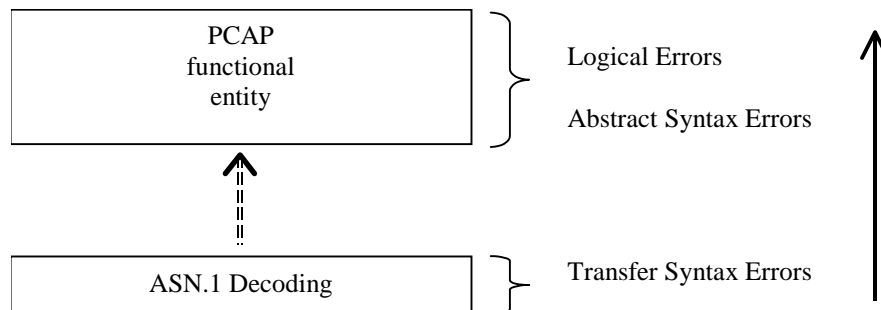 PCAP
functional
entity
Logical Errors
Abstract Syntax Errors
ASN.1 Decoding
Transfer Syntax Errors